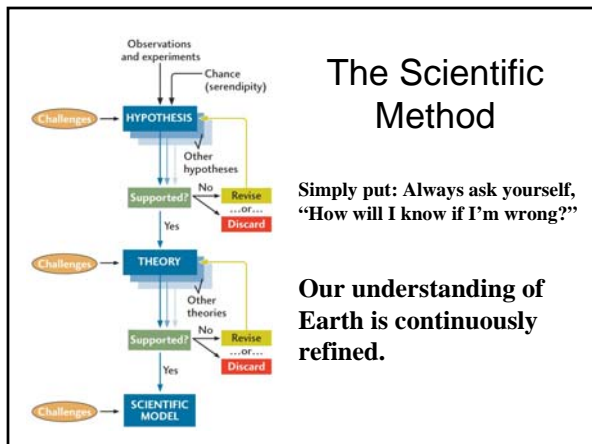 Observations
and experiments
Chance
(serendipity)
Challenges
HYPOTHESIS
Other
hypotheses
Supported?
No
Revise
...or...
Discard
Yes
Challenges
THEORY
Other
theories
Supported?
No
Revise
...or...
Discard
Yes
Challenges
SCIENTIFIC
MODEL
The Scientific
Method
Simply put: Always ask yourself,
“How will I know if I’m wrong?”
Our understanding of
Earth is continuously
refined.